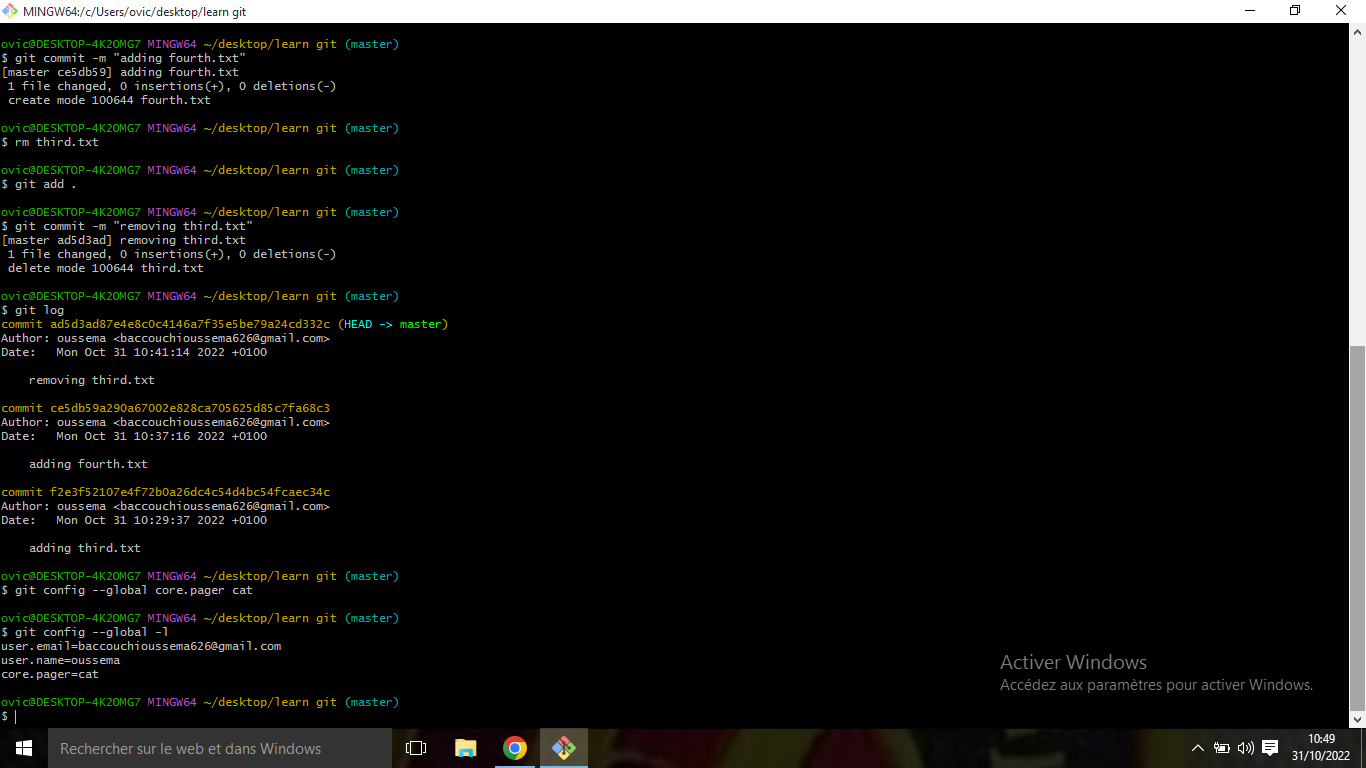 MINGW64:/c/Users/ovic/desktop/learn git
ovic@DESKTOP-4K2OMG7 MINGW64 ~/desktop/learn git (master)
$ git commit -m "adding fourth.txt"
[master ce5db59] adding fourth.txt
 1 file changed, 0 insertions(+), 0 deletions(-)
 create mode 100644 fourth.txt
ovic@DESKTOP-4K2OMG7 MINGW64 ~/desktop/learn git (master)
$ rm third.txt
ovic@DESKTOP-4K2OMG7 MINGW64 ~/desktop/learn git (master)
$ git add .
ovic@DESKTOP-4K2OMG7 MINGW64 ~/desktop/learn git (master)
$ git commit -m "removing third.txt"
[master ad5d3ad] removing third.txt
 1 file changed, 0 insertions(+), 0 deletions(-)
 delete mode 100644 third.txt
ovic@DESKTOP-4K2OMG7 MINGW64 ~/desktop/learn git (master)
$ git log
commit ad5d3ad87e4e8c0c4146a7f35e5be79a24cd332c (HEAD -> master)
Author: oussema <baccouchioussema626@gmail.com>
Date:   Mon Oct 31 10:41:14 2022 +0100
    removing third.txt
commit ce5db59a290a67002e828ca705625d85c7fa68c3
Author: oussema <baccouchioussema626@gmail.com>
Date:   Mon Oct 31 10:37:16 2022 +0100
    adding fourth.txt
commit f2e3f52107e4f72b0a26dc4c54d4bc54fcaec34c
Author: oussema <baccouchioussema626@gmail.com>
Date:   Mon Oct 31 10:29:37 2022 +0100
    adding third.txt
ovic@DESKTOP-4K2OMG7 MINGW64 ~/desktop/learn git (master)
$ git config --global core.pager cat
ovic@DESKTOP-4K2OMG7 MINGW64 ~/desktop/learn git (master)
$ git config --global -l
user.email=baccouchioussema626@gmail.com
user.name=oussema
core.pager=cat
ovic@DESKTOP-4K2OMG7 MINGW64 ~/desktop/learn git (master)
$
Activer Windows
Accédez aux paramètres pour activer Windows.
Rechercher sur le web et dans Windows
10:49
31/10/2022